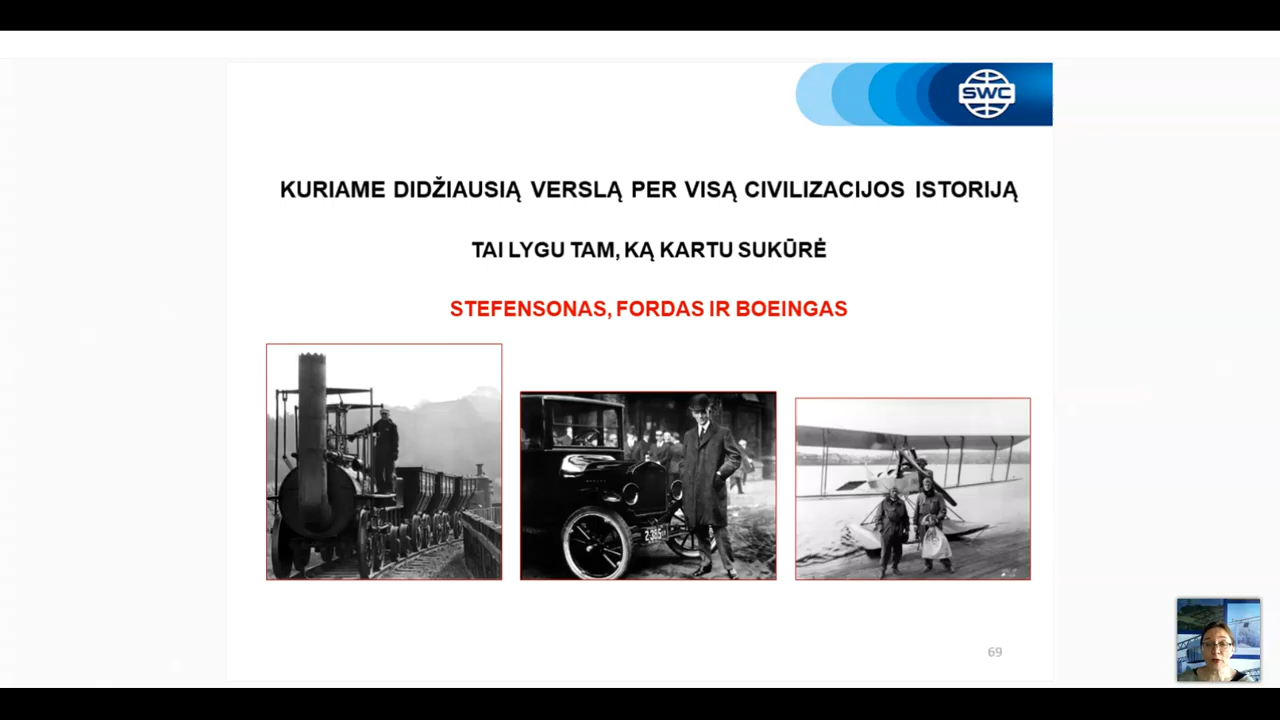 SWC
KURIAME DIDŽIAUSIĄ VERSLĄ PER VISĄ CIVILIZACIJOS ISTORIJĄ
TAI LYGU TAM, KĄ KARTU SUKŪRĖ
STEFENSONAS, FORDAS IR BOEINGAS
69